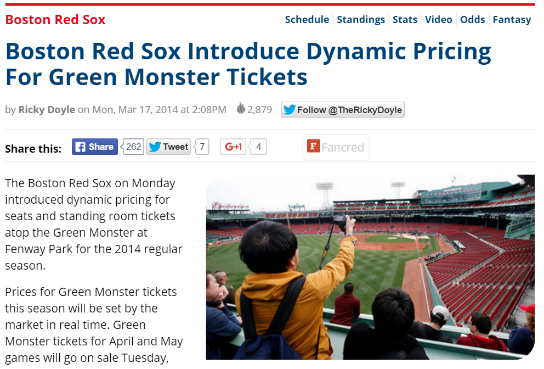 Boston Red Sox
Schedule Standings Stats Video Odds Fantasy
Boston Red Sox Introduce Dynamic Pricing
For Green Monster Tickets
by Ricky Doyle on Mon, Mar 17, 2014 at 2:08PM 2,879 Follow @TheRickyDoyle
Share this: Share 262 Tweet 7 G+1 4 Fancred
The Boston Red Sox on Monday
introduced dynamic pricing for
seats and standing room tickets
atop the Green Monster at
Fenway Park for the 2014 regular
season.
Prices for Green Monster tickets
this season will be set by the
market in real time. Green
Monster tickets for April and May
games will go on sale Tuesday,